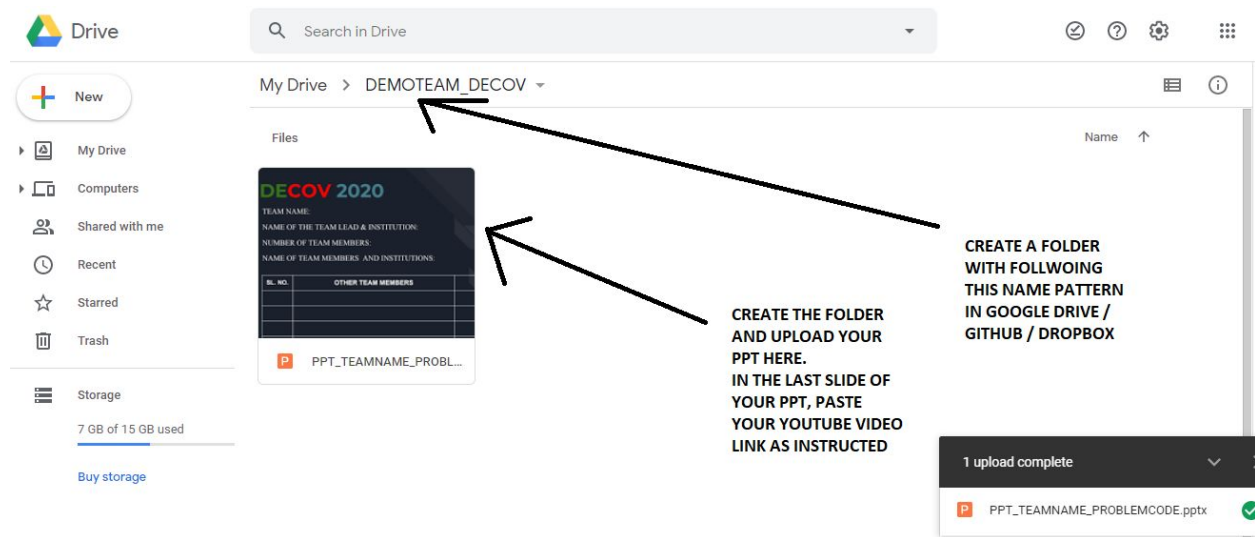 Drive
Search in Drive
New
My Drive > DEMOTEAM_DECOV
My Drive
Computers
Shared with me
Recent
Starred
Trash
Storage
7 GB of 15 GB used
Buy storage
Files
Name
DECOV 2020
TEAM NAME:
NAME OF THE TEAM LEAD & INSTITUTION:
NUMBER OF TEAM MEMBERS:
NAME OF TEAM MEMBERS AND INSTITUTIONS:
SL. NO. OTHER TEAM MEMBERS
P PPT_TEAMNAME_PROBL...
CREATE THE FOLDER
AND UPLOAD YOUR
PPT HERE.
IN THE LAST SLIDE OF
YOUR PPT, PASTE
YOUR YOUTUBE VIDEO
LINK AS INSTRUCTED
CREATE A FOLDER
WITH FOLLWOING
THIS NAME PATTERN
IN GOOGLE DRIVE /
GITHUB / DROPBOX
1 upload complete
P PPT_TEAMNAME_PROBLEMCODE.pptx